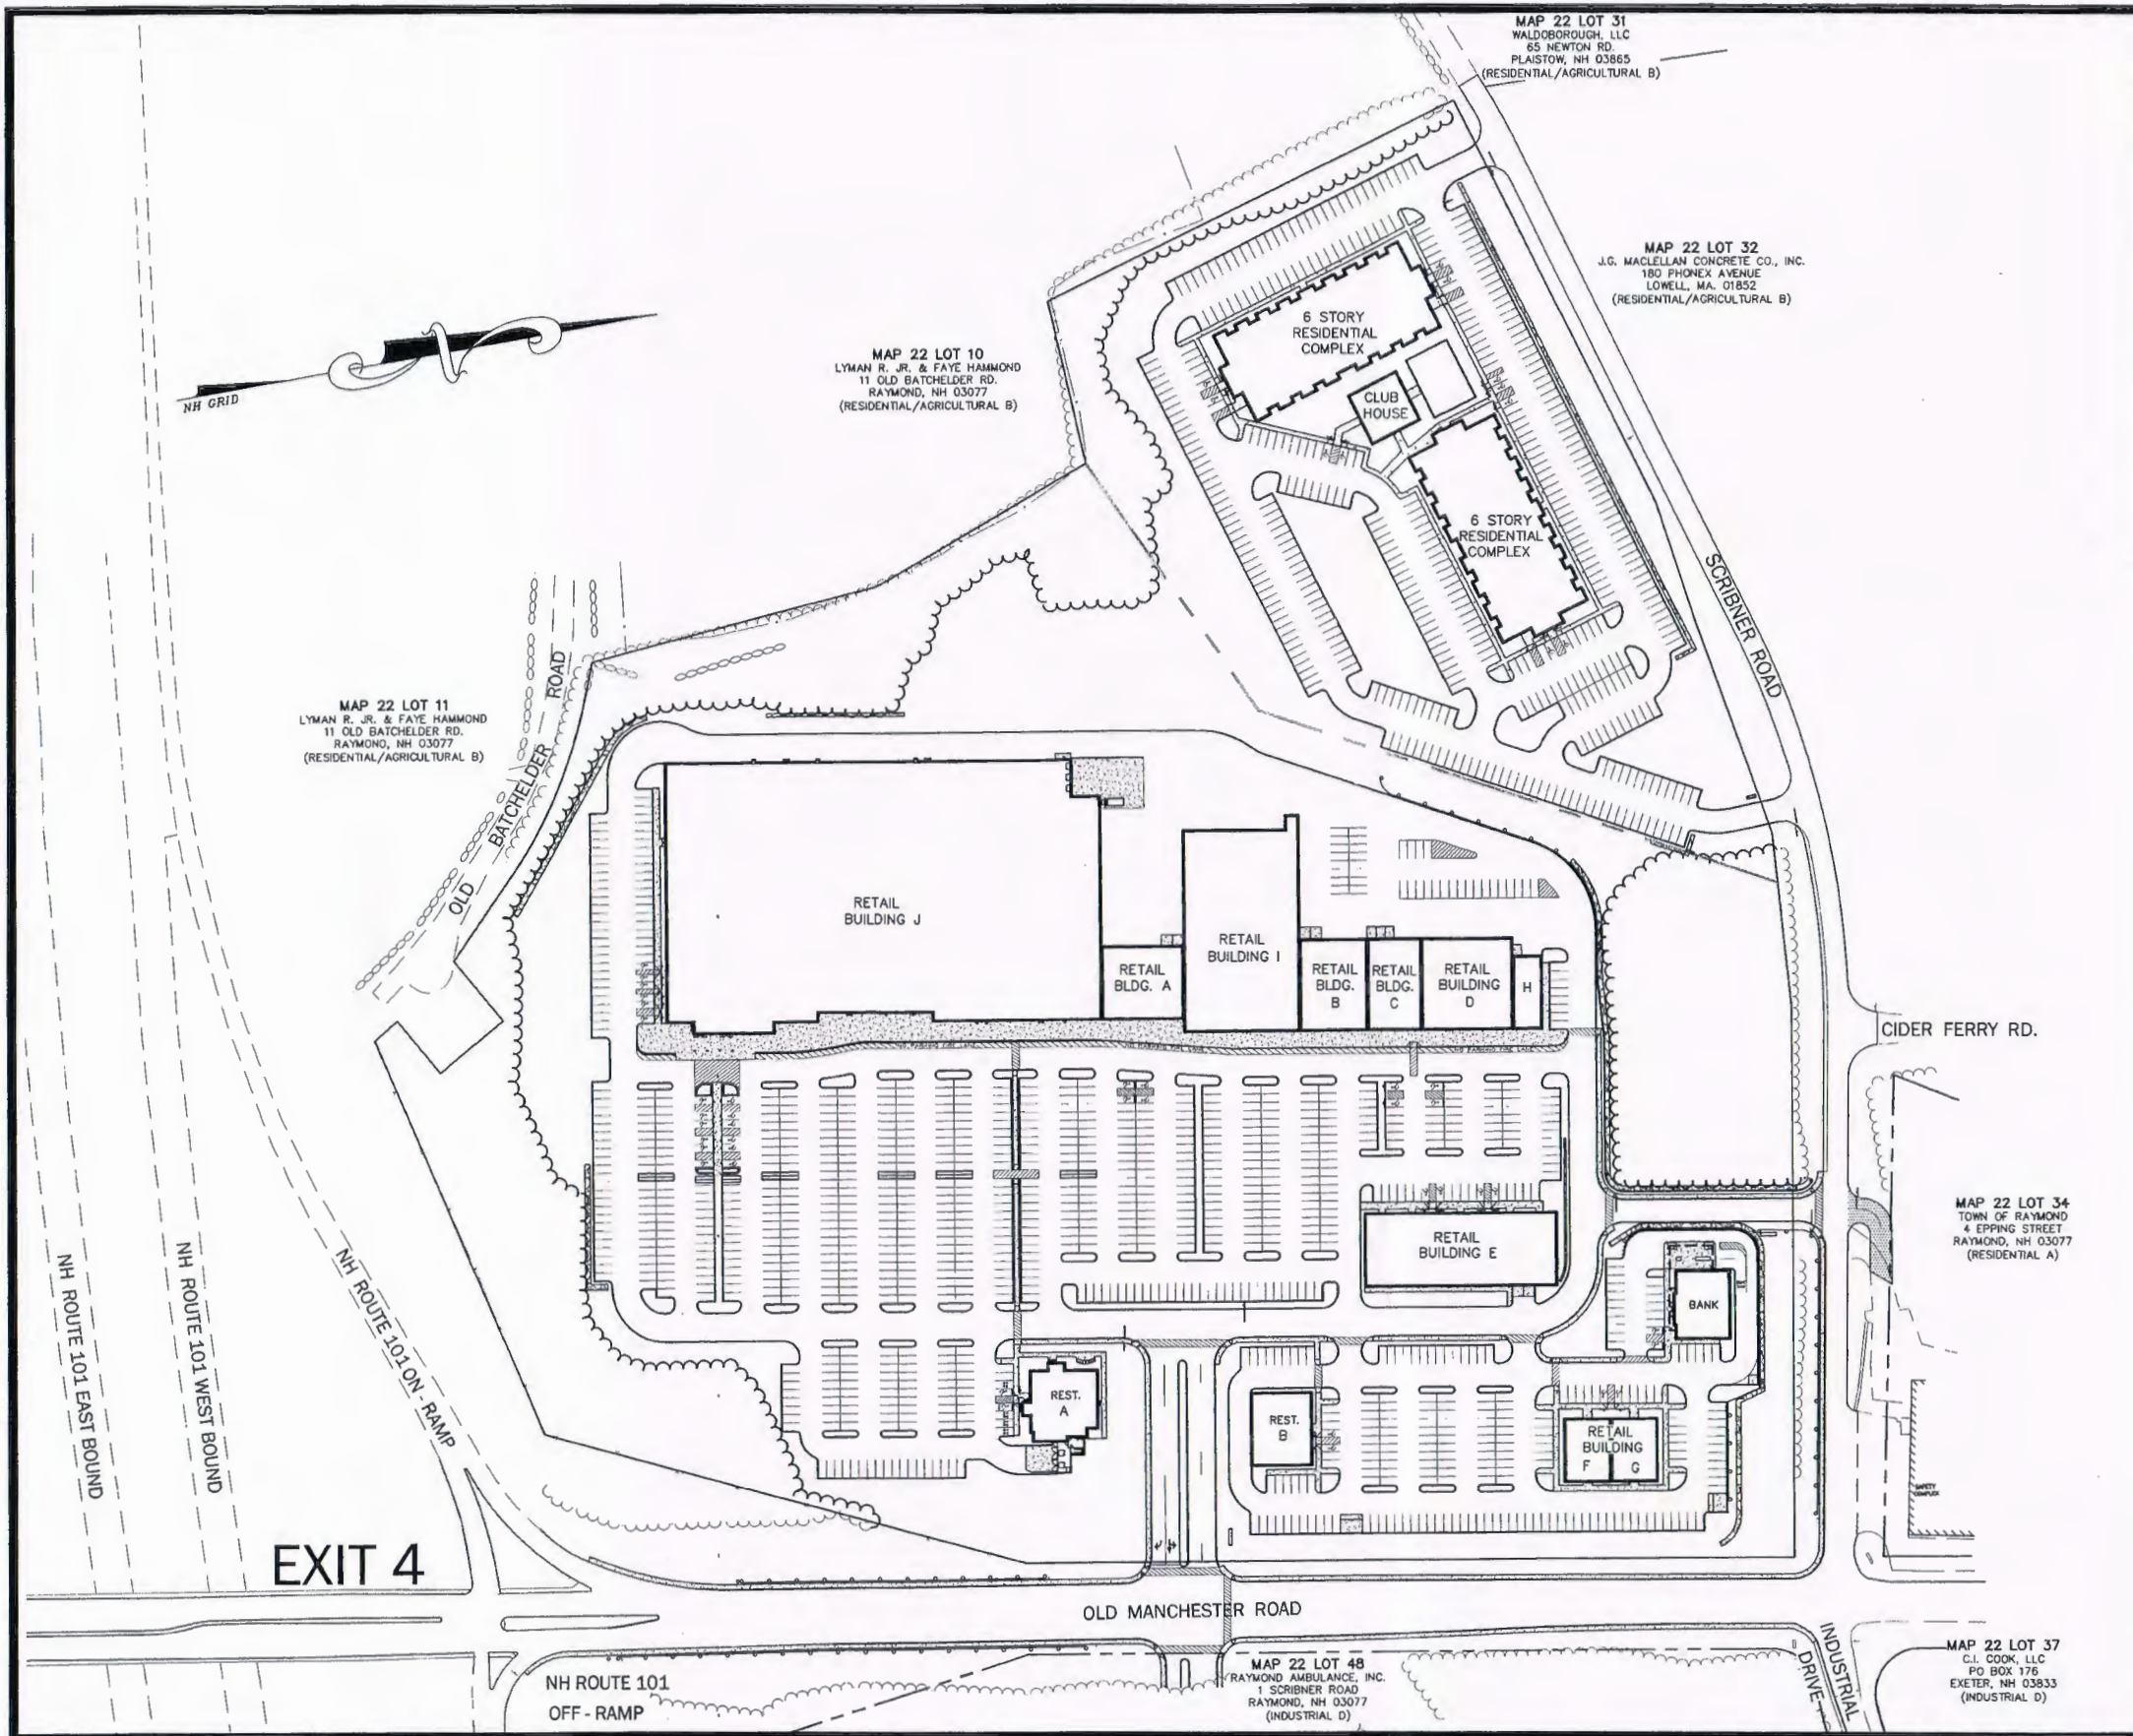 MAP 22 LOT 31
WALDOBOROUGH, LLC
65 NEWTON RD.
PLAISTOW, NH 03865
(RESIDENTIAL/AGRICULTURAL B)
MAP 22 LOT 32
J.G. MACLELLAN CONCRETE CO., INC.
180 PHONEX AVENUE
LOWELL, MA. 01852
(RESIDENTIAL/AGRICULTURAL B)
NH GRID
N
MAP 22 LOT 10
LYMAN R. JR. & FAYE HAMMOND
11 OLD BATCHELDER RD.
RAYMOND, NH 03077
(RESIDENTIAL/AGRICULTURAL B)
6 STORY
RESIDENTIAL
COMPLEX
CLUB
HOUSE
6 STORY
RESIDENTIAL
COMPLEX
SCRIBNER ROAD
MAP 22 LOT 11
LYMAN R. JR. & FAYE HAMMOND
11 OLD BATCHELDER RD.
RAYMOND, NH 03077
(RESIDENTIAL/AGRICULTURAL B)
OLD BATCHELDER ROAD
RETAIL
BUILDING J
RETAIL
BLDG. A
RETAIL
BUILDING I
RETAIL
BLDG.
B
RETAIL
BLDG.
C
RETAIL
BUILDING
D
H
CIDER FERRY RD.
RETAIL
BUILDING E
BANK
MAP 22 LOT 34
TOWN OF RAYMOND
4 EPPING STREET
RAYMOND, NH 03077
(RESIDENTIAL A)
NH ROUTE 101 EAST BOUND
NH ROUTE 101 WEST BOUND
NH ROUTE 101 ON-RAMP
REST.
A
REST.
B
RETAIL
BUILDING
F G
SAFETY
COMPLEX
EXIT 4
OLD MANCHESTER ROAD
NH ROUTE 101
OFF-RAMP
MAP 22 LOT 48
RAYMOND AMBULANCE, INC.
1 SCRIBNER ROAD
RAYMOND, NH 03077
(INDUSTRIAL D)
INDUSTRIAL
DRIVE
MAP 22 LOT 37
C.I. COOK, LLC
PO BOX 176
EXETER, NH 03833
(INDUSTRIAL D)